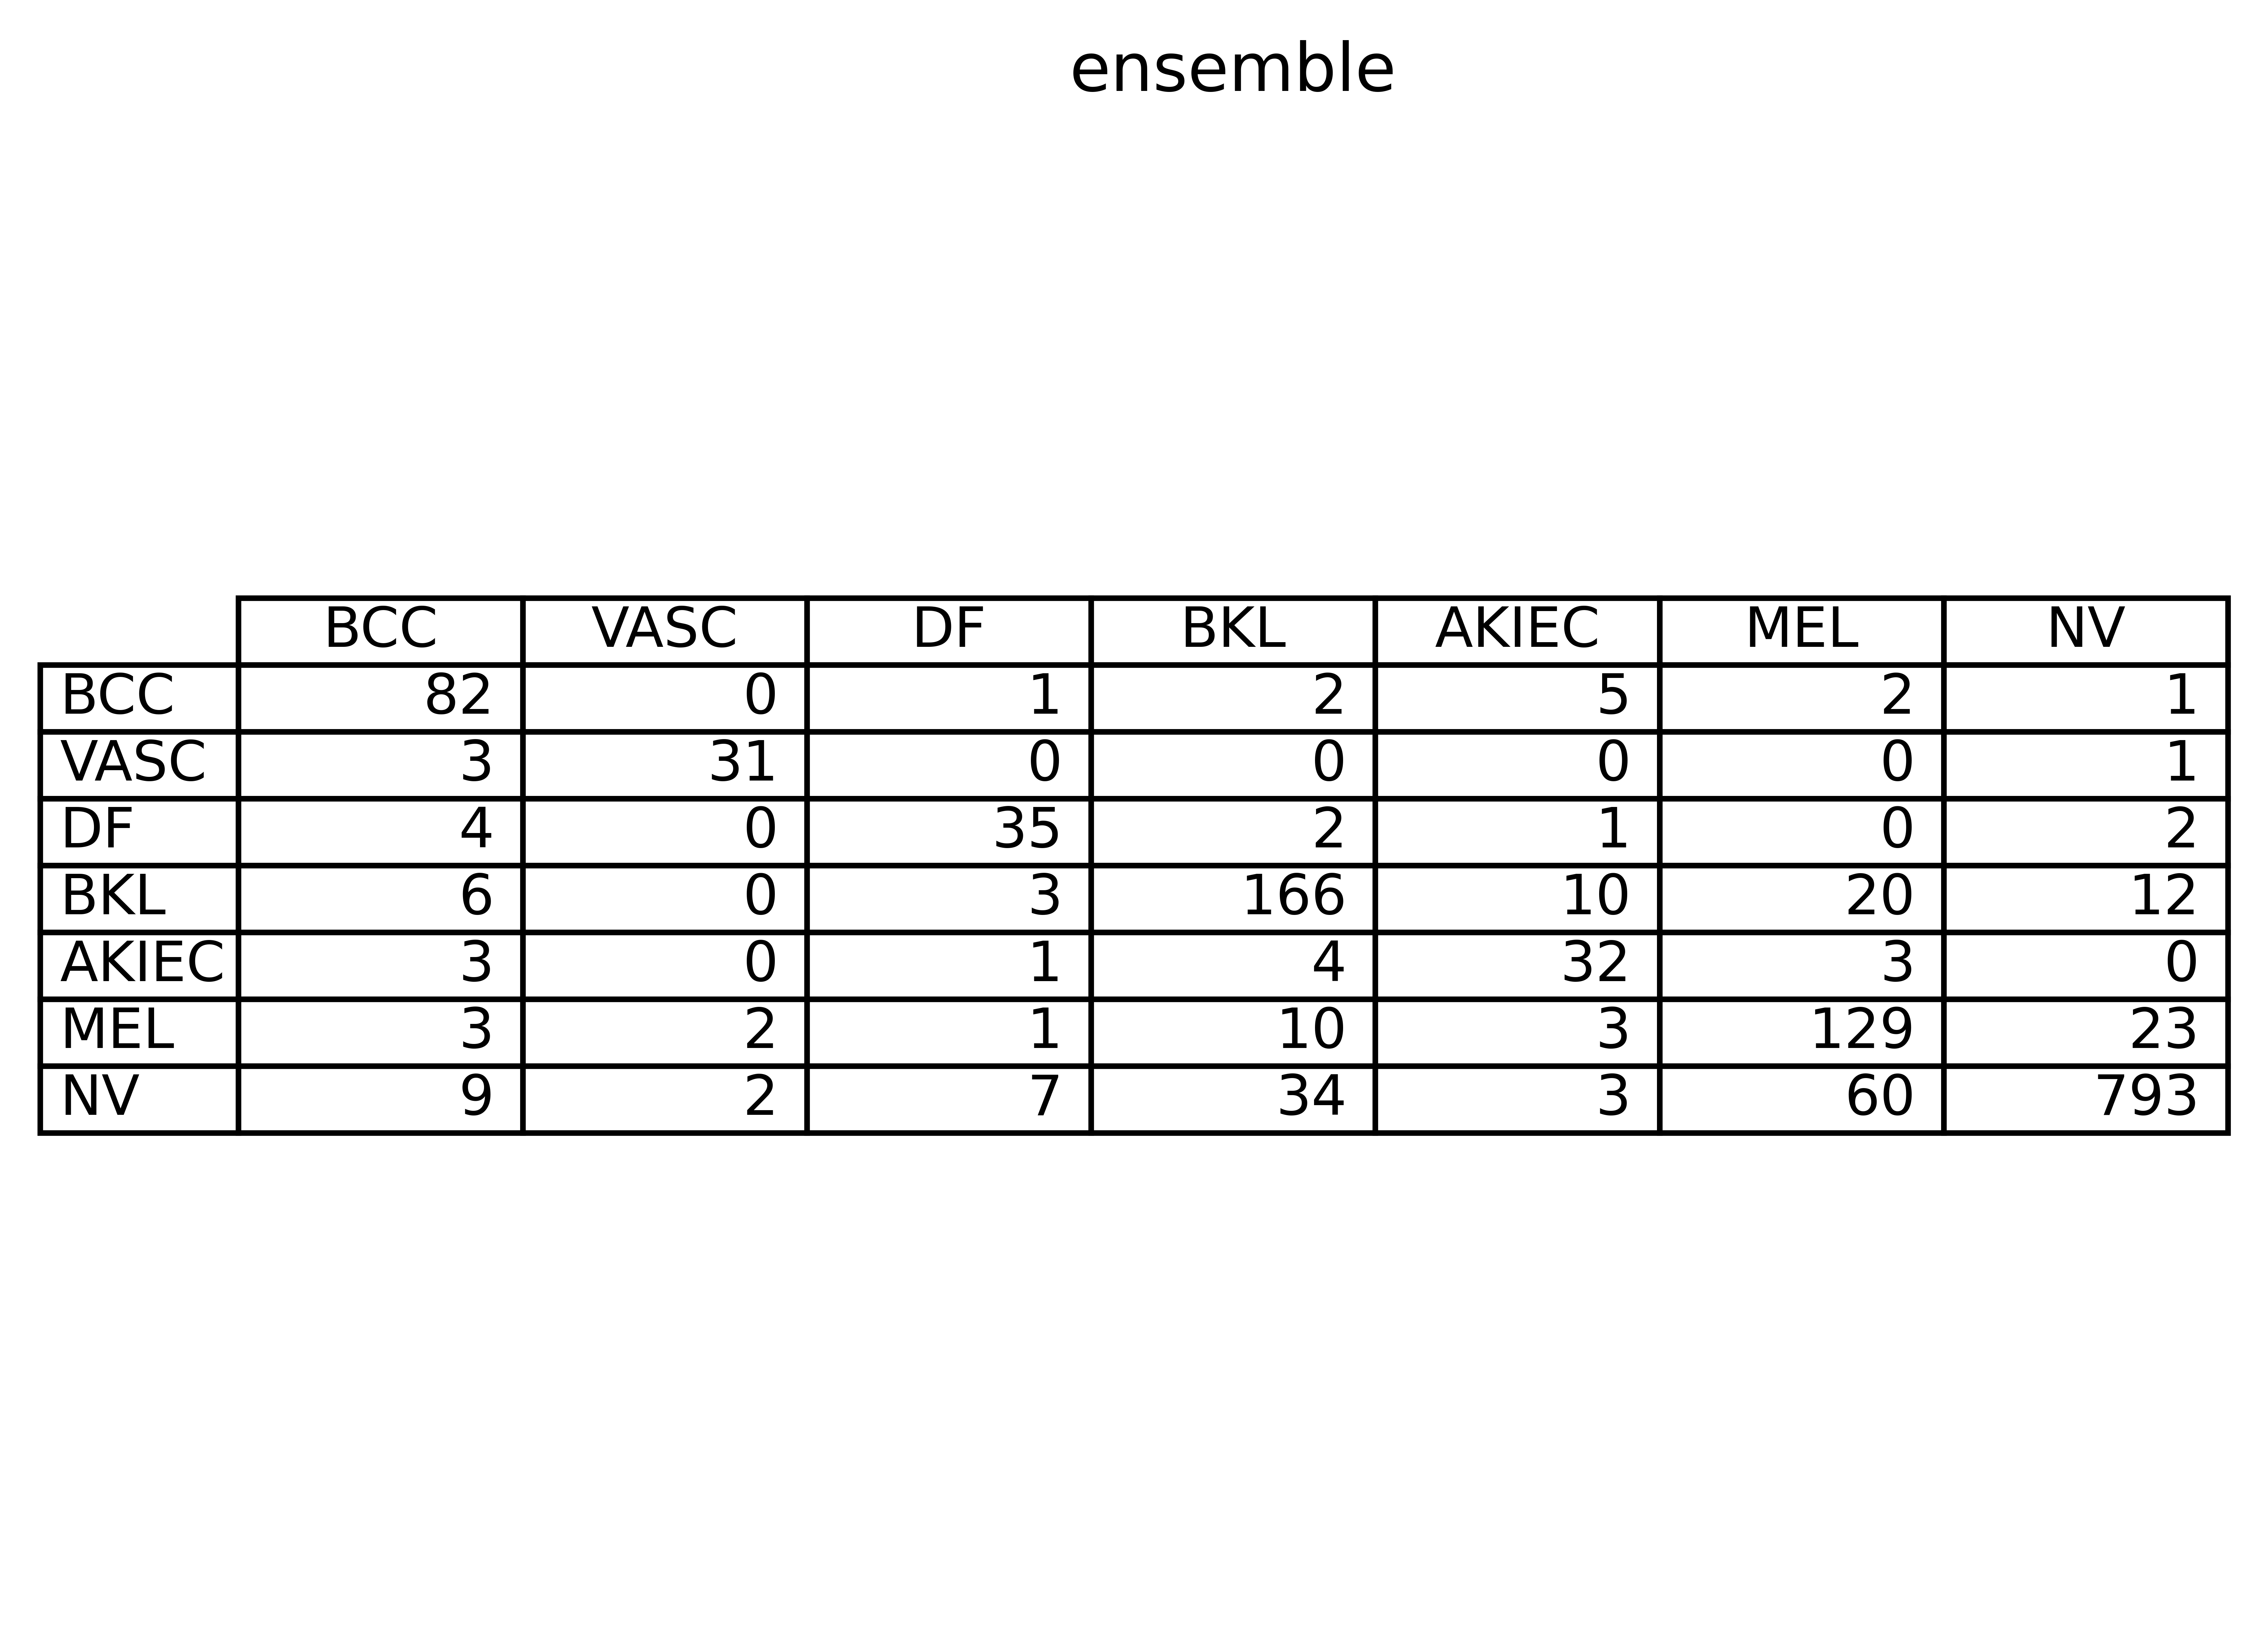 ensemble
BCC VASC DF BKL AKIEC MEL NV
BCC 82 0 1 2 5 2 1
VASC 3 31 0 0 0 0 1
DF 4 0 35 2 1 0 2
BKL 6 0 3 166 10 20 12
AKIEC 3 0 1 4 32 3 0
MEL 3 2 1 10 3 129 23
NV 9 2 7 34 3 60 793